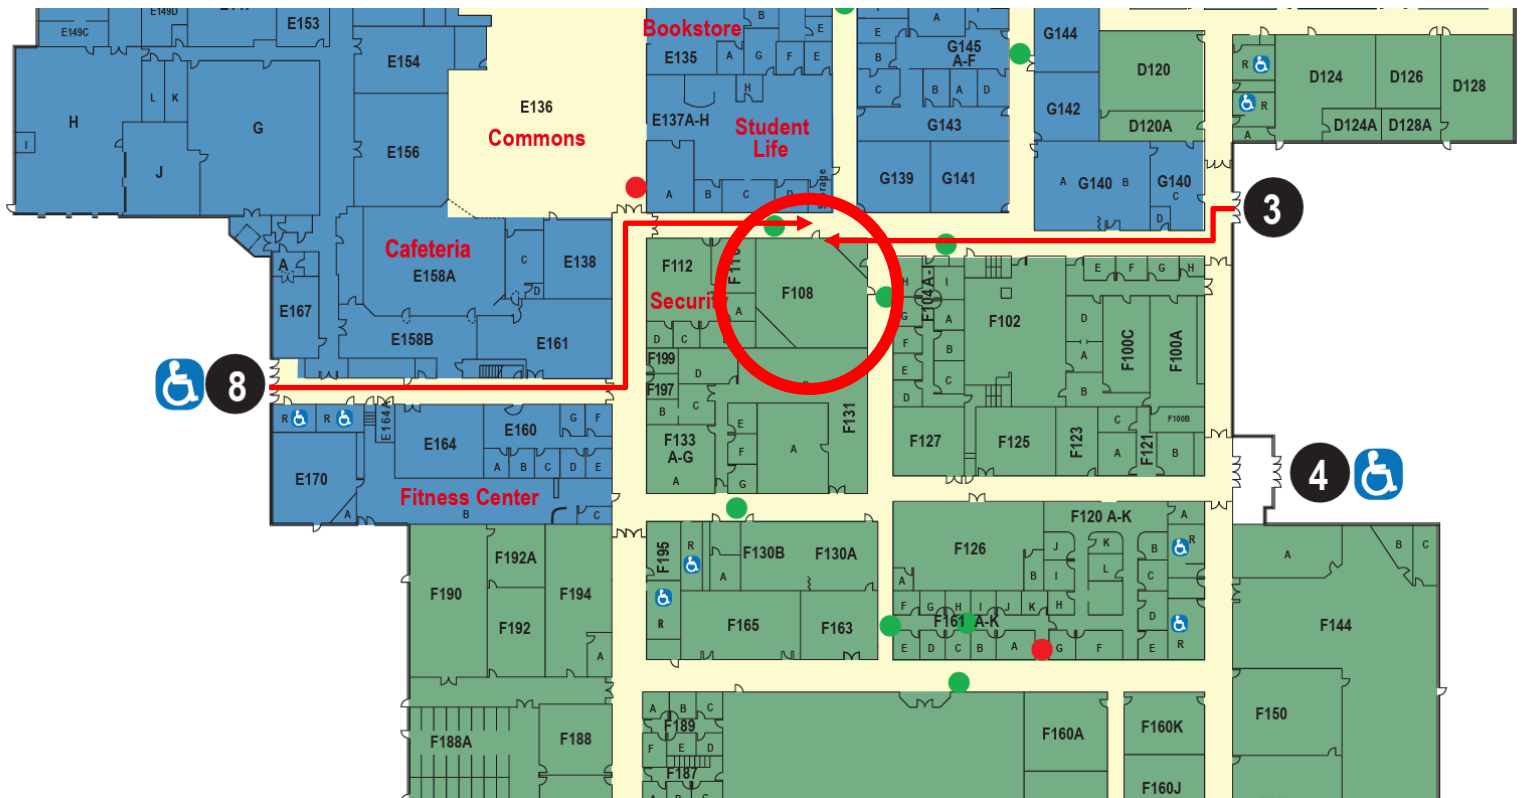 E149D
E153
E149C
E154
E156
L
K
H
G
I
J
E136
Commons
Bookstore
B
E
E135
A
G
F
E
H
E137A-H
Student
Life
A
B
C
D
A
E
B
G145
A-F
C
B
A
D
G143
G139
G141
G144
G142
D120
D120A
A
G140
B
G140
C
D
R
R
A
D124
D126
D128
D124A
D128A
3
Cafeteria
E158A
C
D
E138
A
E167
E158B
E161
8
F112
Security
A
D
C
F108
F199
D
F197
B
C
F133
A-G
A
E
F
G
A
F131
H
I
G
F104 A-I
A
F
B
E
C
D
F102
E
F
G
H
D
A
B
F100C
F100A
F127
F125
F123
C
A
F121
F100B
B
4
R
R
E164A
E164
E160
G
F
A
B
C
D
E
E170
A
Fitness Center
B
C
F192A
F190
F194
F192
A
F195
R
R
A
F130B
F130A
F165
F163
F126
A
F120 A-K
J
K
L
B
I
A
R
B
C
D
E
R
F
G
H
I
J
K
H
F161 A-K
E
D
C
B
A
G
F
A
B
C
F144
F150
F188A
F188
A
B
C
F189
F
E
D
F187
A
B
C
F160A
F160K
F160J